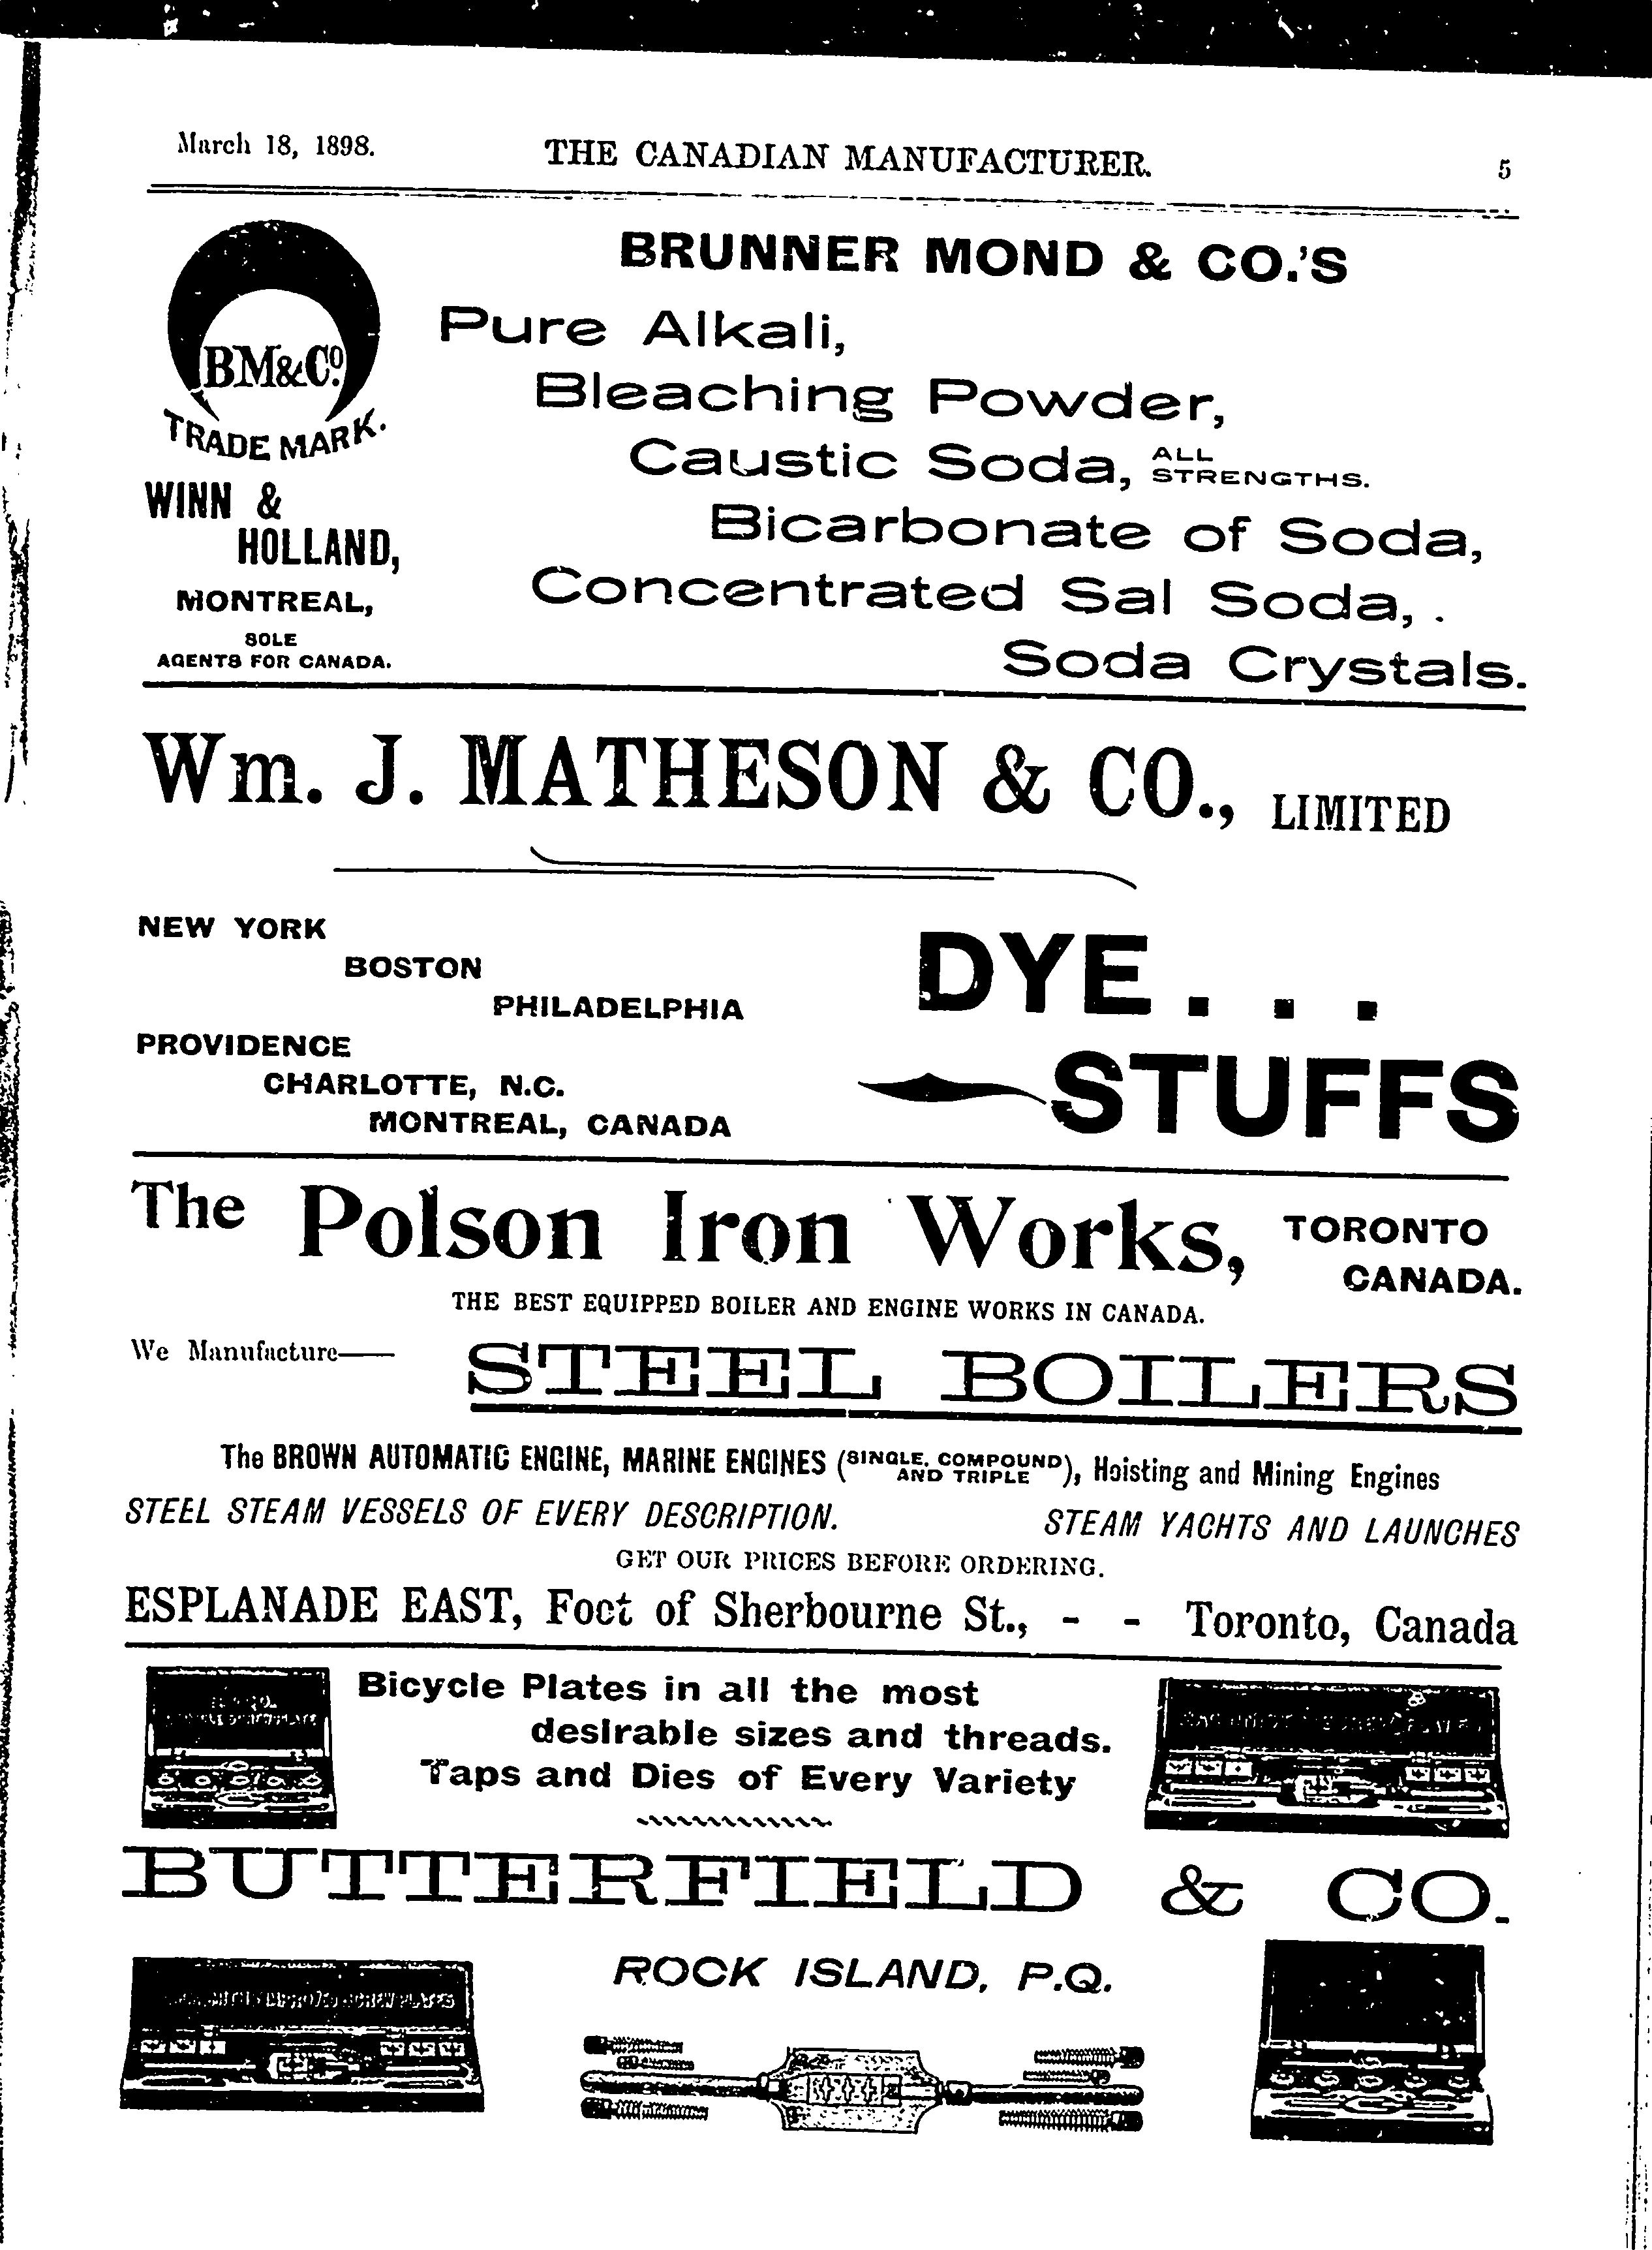 March 18, 1898.
THE CANADIAN MANUFACTURER.
5
BM&Co.
TRADE MARK.
WINN &
HOLLAND,
MONTREAL,
SOLE
AGENTS FOR CANADA.
BRUNNER MOND & CO.'S
Pure Alkali,
Bleaching Powder,
Caustic Soda, ALL STRENGTHS.
Bicarbonate of Soda,
Concentrated Sal Soda,
Soda Crystals.
Wm. J. MATHESON & CO., LIMITED
NEW YORK
BOSTON
PHILADELPHIA
PROVIDENCE
CHARLOTTE, N.C.
MONTREAL, CANADA
DYE...
STUFFS
The Polson Iron Works, TORONTO
CANADA.
THE BEST EQUIPPED BOILER AND ENGINE WORKS IN CANADA.
We Manufacture—
STEEL BOILERS
The BROWN AUTOMATIC ENGINE, MARINE ENGINES (SINGLE, COMPOUND AND TRIPLE), Hoisting and Mining Engines
STEEL STEAM VESSELS OF EVERY DESCRIPTION. STEAM YACHTS AND LAUNCHES
GET OUR PRICES BEFORE ORDERING.
ESPLANADE EAST, Foot of Sherbourne St., - - Toronto, Canada
Bicycle Plates in all the most
desirable sizes and threads.
Taps and Dies of Every Variety
BUTTERFIELD & CO.
ROCK ISLAND, P.Q.
IMPROVED SCREW PLATES